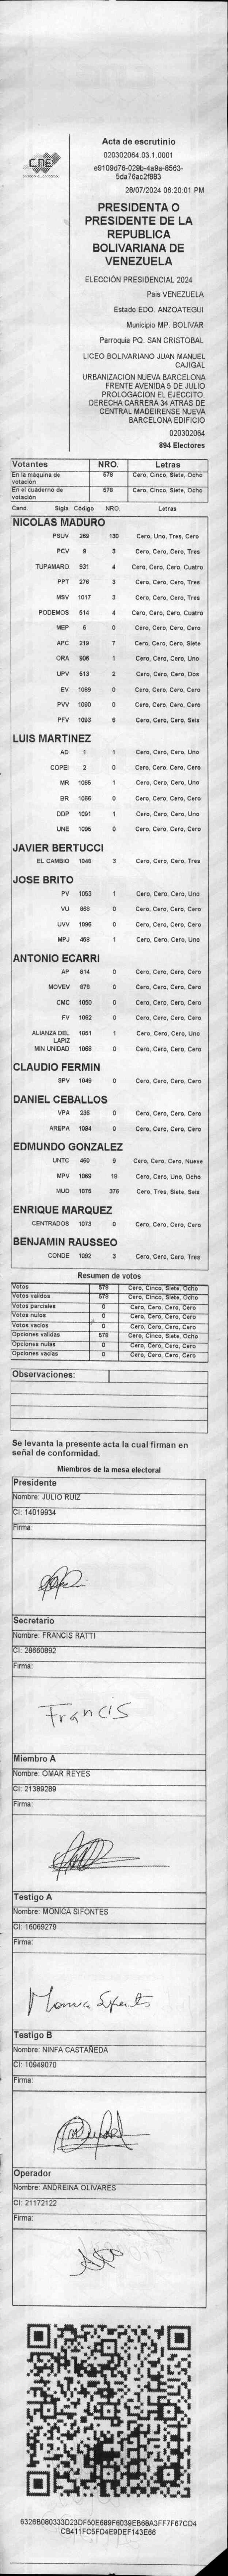 CNE
Acta de escrutinio
020302064.03.1.0001
e9109d76-029b-4a9a-8563-
5da76ac2f883
28/07/2024 06:20:01 PM
PRESIDENTA O
PRESIDENTE DE LA
REPUBLICA
BOLIVARIANA DE
VENEZUELA
ELECCIÓN PRESIDENCIAL 2024
Pais VENEZUELA
Estado EDO. ANZOATEGUI
Municipio MP. BOLIVAR
Parroquia PQ. SAN CRISTOBAL
LICEO BOLIVARIANO JUAN MANUEL
CAJIGAL
URBANIZACION NUEVA BARCELONA
FRENTE AVENIDA 5 DE JULIO
PROLOGACION EL EJECCITO.
DERECHA CARRERA 34 ATRAS DE
CENTRAL MADEIRENSE NUEVA
BARCELONA EDIFICIO
020302064
894 Electores
Votantes NRO. Letras
En la máquina de votación 578 Cero, Cinco, Siete, Ocho
En el cuaderno de votación 578 Cero, Cinco, Siete, Ocho
Cand. Sigla Código NRO. Letras
NICOLAS MADURO
PSUV 269 130 Cero, Uno, Tres, Cero
PCV 9 3 Cero, Cero, Cero, Tres
TUPAMARO 931 4 Cero, Cero, Cero, Cuatro
PPT 276 3 Cero, Cero, Cero, Tres
MSV 1017 3 Cero, Cero, Cero, Tres
PODEMOS 514 4 Cero, Cero, Cero, Cuatro
MEP 6 0 Cero, Cero, Cero, Cero
APC 219 7 Cero, Cero, Cero, Siete
ORA 906 1 Cero, Cero, Cero, Uno
UPV 513 2 Cero, Cero, Cero, Dos
EV 1089 0 Cero, Cero, Cero, Cero
PVV 1090 0 Cero, Cero, Cero, Cero
PFV 1093 6 Cero, Cero, Cero, Seis
LUIS MARTINEZ
AD 1 1 Cero, Cero, Cero, Uno
COPEI 2 0 Cero, Cero, Cero, Cero
MR 1065 1 Cero, Cero, Cero, Uno
BR 1066 0 Cero, Cero, Cero, Cero
DDP 1091 1 Cero, Cero, Cero, Uno
UNE 1095 0 Cero, Cero, Cero, Cero
JAVIER BERTUCCI
EL CAMBIO 1048 3 Cero, Cero, Cero, Tres
JOSE BRITO
PV 1053 1 Cero, Cero, Cero, Uno
VU 868 0 Cero, Cero, Cero, Cero
UVV 1096 0 Cero, Cero, Cero, Cero
MPJ 458 1 Cero, Cero, Cero, Uno
ANTONIO ECARRI
AP 814 0 Cero, Cero, Cero, Cero
MOVEV 878 0 Cero, Cero, Cero, Cero
CMC 1050 0 Cero, Cero, Cero, Cero
FV 1062 0 Cero, Cero, Cero, Cero
ALIANZA DEL LAPIZ 1051 1 Cero, Cero, Cero, Uno
MIN UNIDAD 1068 0 Cero, Cero, Cero, Cero
CLAUDIO FERMIN
SPV 1049 0 Cero, Cero, Cero, Cero
DANIEL CEBALLOS
VPA 236 0 Cero, Cero, Cero, Cero
AREPA 1094 0 Cero, Cero, Cero, Cero
EDMUNDO GONZALEZ
UNTC 460 9 Cero, Cero, Cero, Nueve
MPV 1069 18 Cero, Cero, Uno, Ocho
MUD 1075 376 Cero, Tres, Siete, Seis
ENRIQUE MARQUEZ
CENTRADOS 1073 0 Cero, Cero, Cero, Cero
BENJAMIN RAUSSEO
CONDE 1092 3 Cero, Cero, Cero, Tres
Resumen de votos
Votos 578 Cero, Cinco, Siete, Ocho
Votos validos 578 Cero, Cinco, Siete, Ocho
Votos parciales 0 Cero, Cero, Cero, Cero
Votos nulos 0 Cero, Cero, Cero, Cero
Votos vacios 0 Cero, Cero, Cero, Cero
Opciones validas 578 Cero, Cinco, Siete, Ocho
Opciones nulas 0 Cero, Cero, Cero, Cero
Opciones vacias 0 Cero, Cero, Cero, Cero
Observaciones:
Se levanta la presente acta la cual firman en
señal de conformidad.
Miembros de la mesa electoral
Presidente
Nombre: JULIO RUIZ
CI: 14019934
Firma:
Secretario
Nombre: FRANCIS RATTI
CI: 28660892
Firma:
Francis
Miembro A
Nombre: OMAR REYES
CI: 21389289
Firma:
Testigo A
Nombre: MONICA SIFONTES
CI: 16069279
Firma:
Monica Sifontes
Testigo B
Nombre: NINFA CASTAÑEDA
CI: 10949070
Firma:
Operador
Nombre: ANDREINA OLIVARES
CI: 21172122
Firma:
6326B080333D23DF50E689F6039EB68A3FF7F67CD4
CB411FC5FD4E9DEF143E66